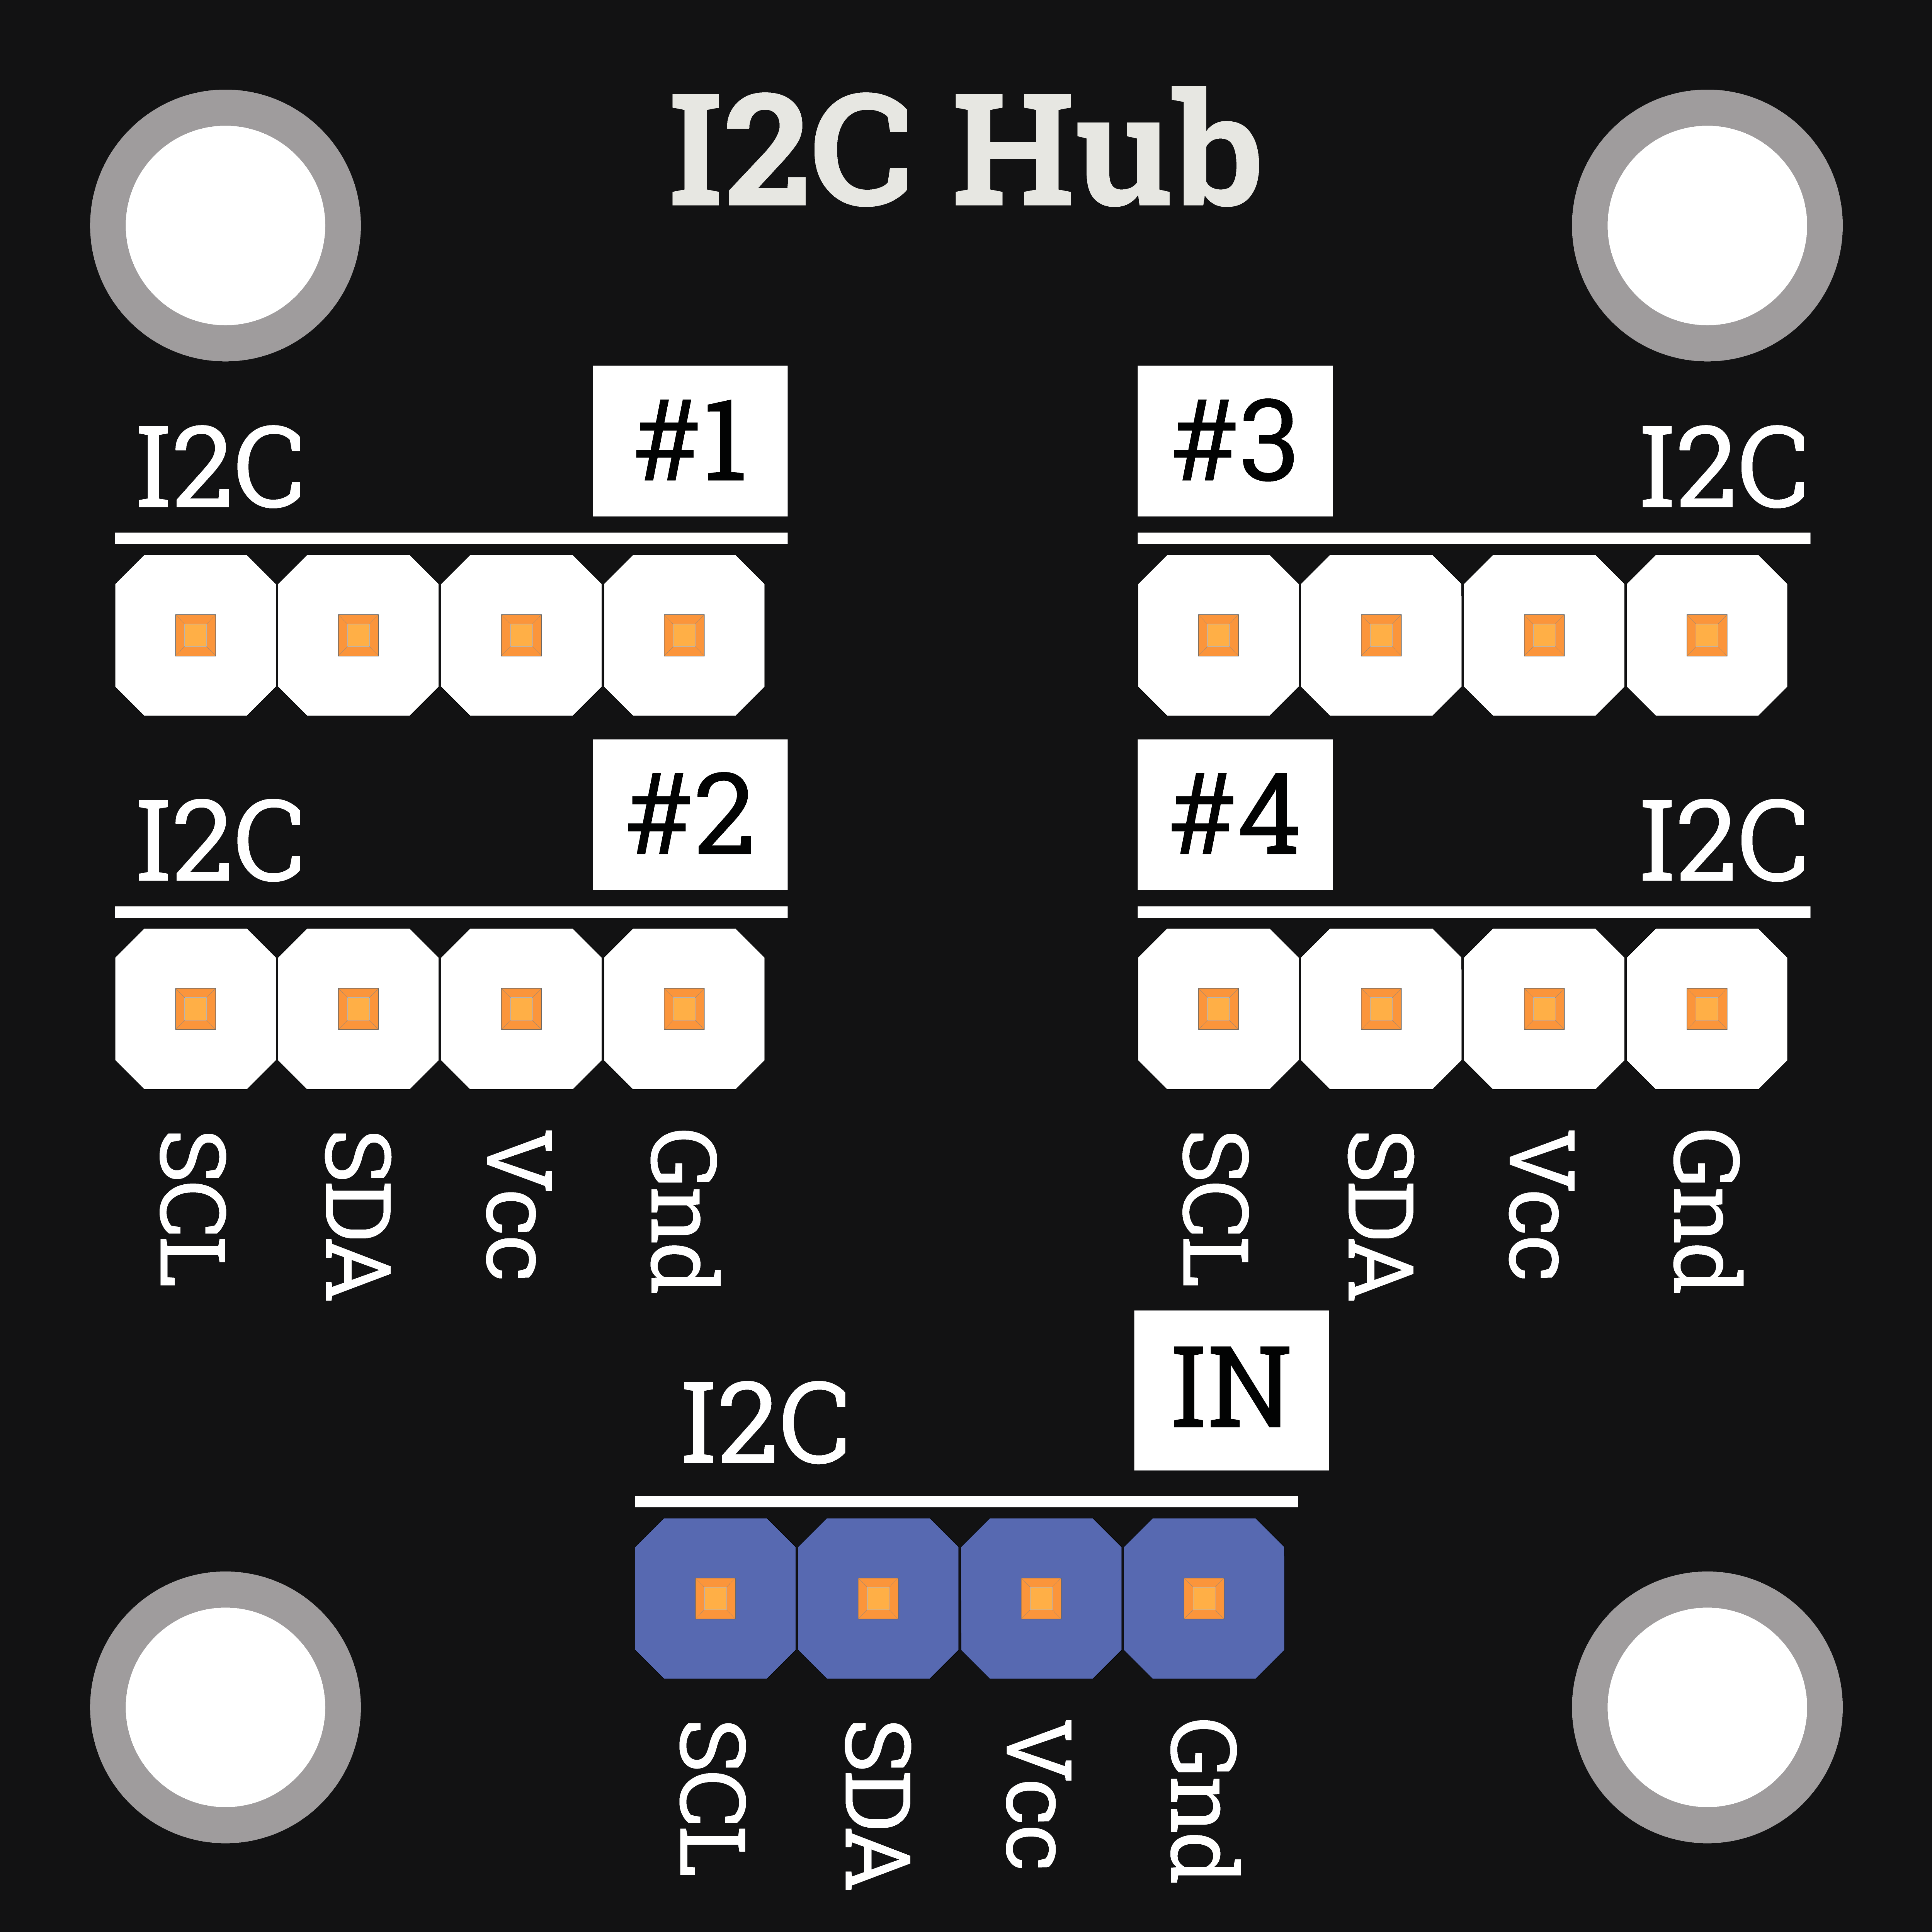 I2C Hub
I2C #1
#3 I2C
I2C #2
#4 I2C
SCL SDA Vcc Gnd
SCL SDA Vcc Gnd
I2C IN
SCL SDA Vcc Gnd